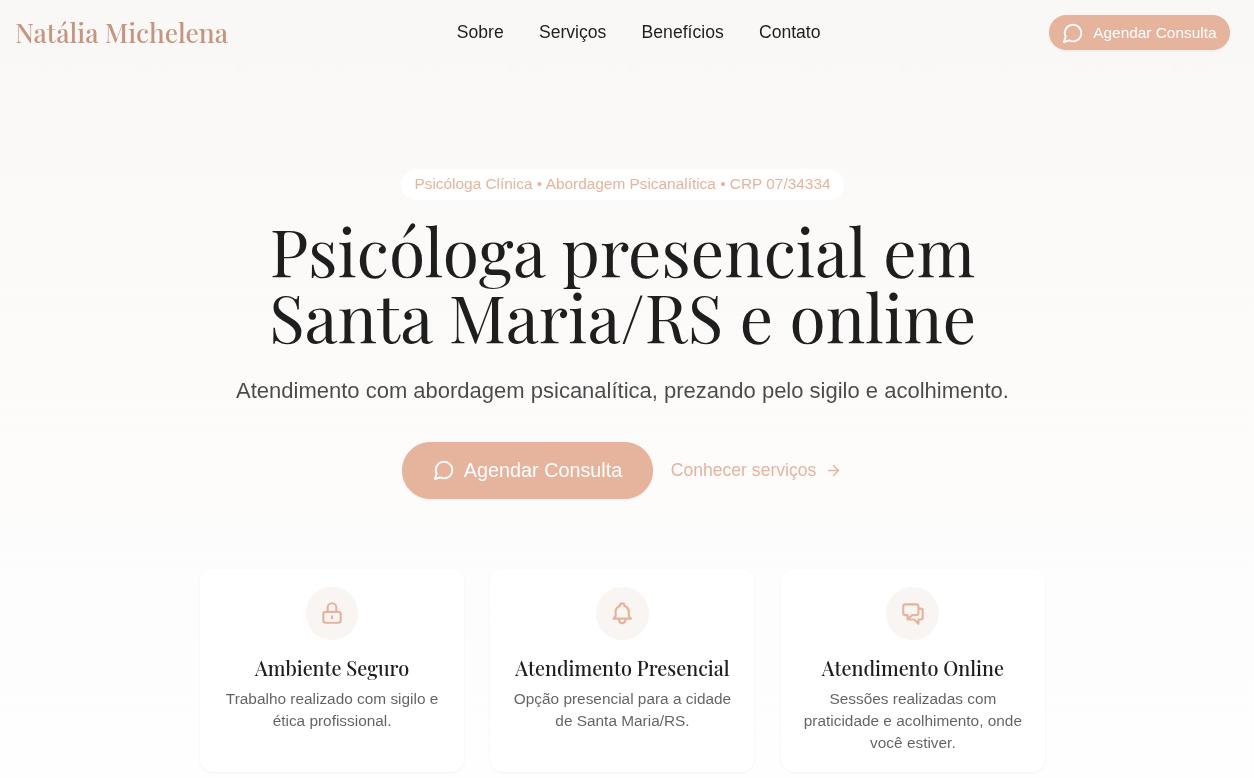 Natália Michelena
Sobre
Serviços
Benefícios
Contato
Agendar Consulta
Psicóloga Clínica • Abordagem Psicanalítica • CRP 07/34334
Psicóloga presencial em
Santa Maria/RS e online
Atendimento com abordagem psicanalítica, prezando pelo sigilo e acolhimento.
Agendar Consulta
Conhecer serviços
Ambiente Seguro
Trabalho realizado com sigilo e
ética profissional.
Atendimento Presencial
Opção presencial para a cidade
de Santa Maria/RS.
Atendimento Online
Sessões realizadas com
praticidade e acolhimento, onde
você estiver.